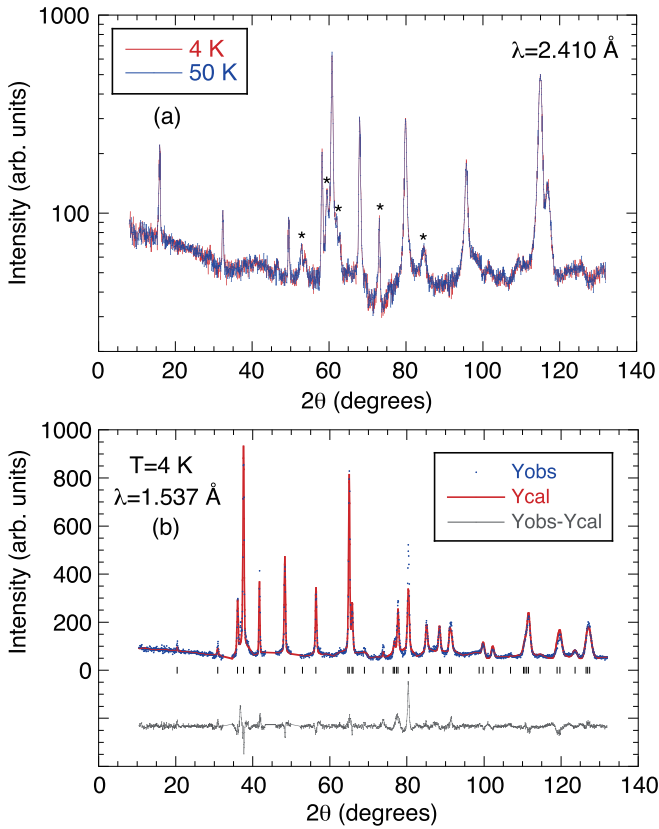 1000
4 K
50 K
λ=2.410 Å
(a)
*
*
*
*
*
100
Intensity (arb. units)
0 20 40 60 80 100 120 140
2θ (degrees)
1000
T=4 K
λ=1.537 Å
(b)
Yobs
Ycal
Yobs-Ycal
800
600
400
200
0
Intensity (arb. units)
0 20 40 60 80 100 120 140
2θ (degrees)